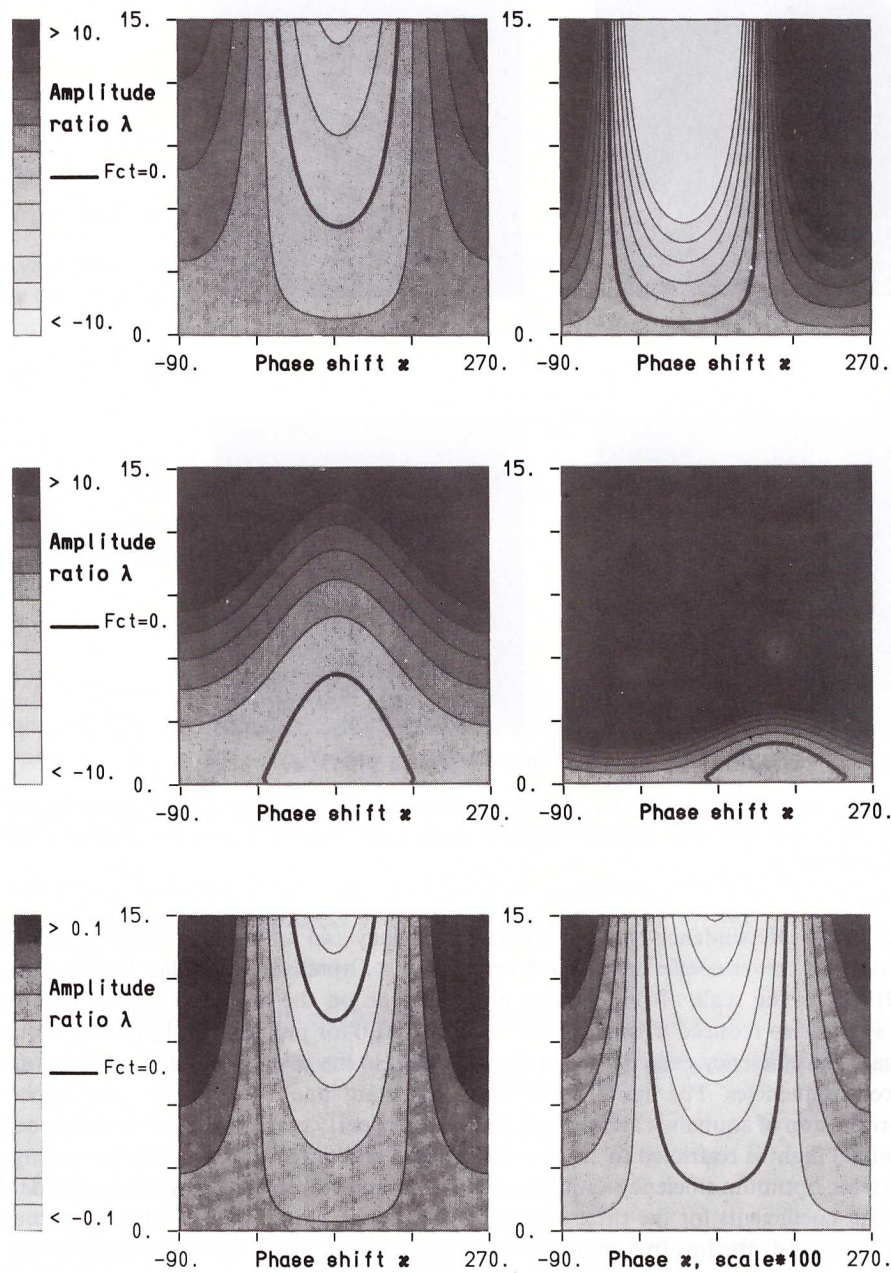 > 10.
Amplitude
ratio λ
Fct=0.
< -10.
15.
0.
-90.
Phase shift ϰ
270.
15.
0.
-90.
Phase shift ϰ
270.
> 10.
Amplitude
ratio λ
Fct=0.
< -10.
15.
0.
-90.
Phase shift ϰ
270.
15.
0.
-90.
Phase shift ϰ
270.
> 0.1
Amplitude
ratio λ
Fct=0.
< -0.1
15.
0.
-90.
Phase shift ϰ
270.
15.
0.
-90.
Phase ϰ, scale*100
270.